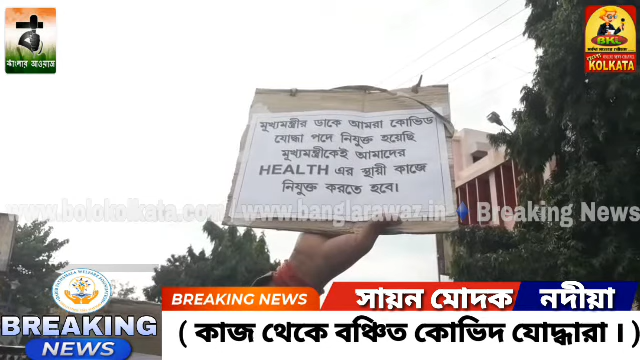 বাংলার আওয়াজ
BKL
KOLKATA
মুখ্যমন্ত্রীর ডাকে আমরা কোভিড
যোদ্ধা পদে নিযুক্ত হয়েছি
মুখ্যমন্ত্রীকেই আমাদের
HEALTH এর স্থায়ী কাজে
নিযুক্ত করতে হবে।
www.bolokolkata.com
www.banglarawaz.in
Breaking News
BREAKING NEWS
সায়ন মোদক
নদীয়া
BREAKING
NEWS
( কাজ থেকে বঞ্চিত কোভিদ যোদ্ধারা । )